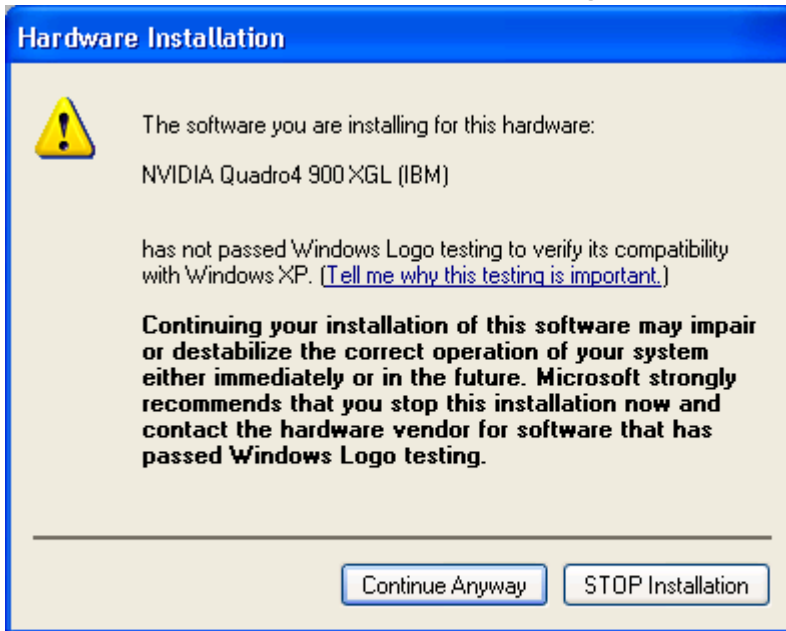 Hardware Installation
The software you are installing for this hardware:
NVIDIA Quadro4 900 XGL (IBM)
has not passed Windows Logo testing to verify its compatibility
with Windows XP. (Tell me why this testing is important.)
Continuing your installation of this software may impair
or destabilize the correct operation of your system
either immediately or in the future. Microsoft strongly
recommends that you stop this installation now and
contact the hardware vendor for software that has
passed Windows Logo testing.
Continue Anyway
STOP Installation